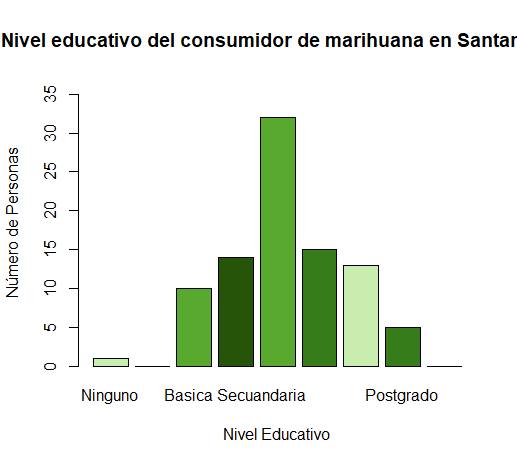 Nivel educativo del consumidor de marihuana en Santar
Número de Personas
35
30
25
20
15
10
5
0
Ninguno Basica Secuandaria Postgrado
Nivel Educativo